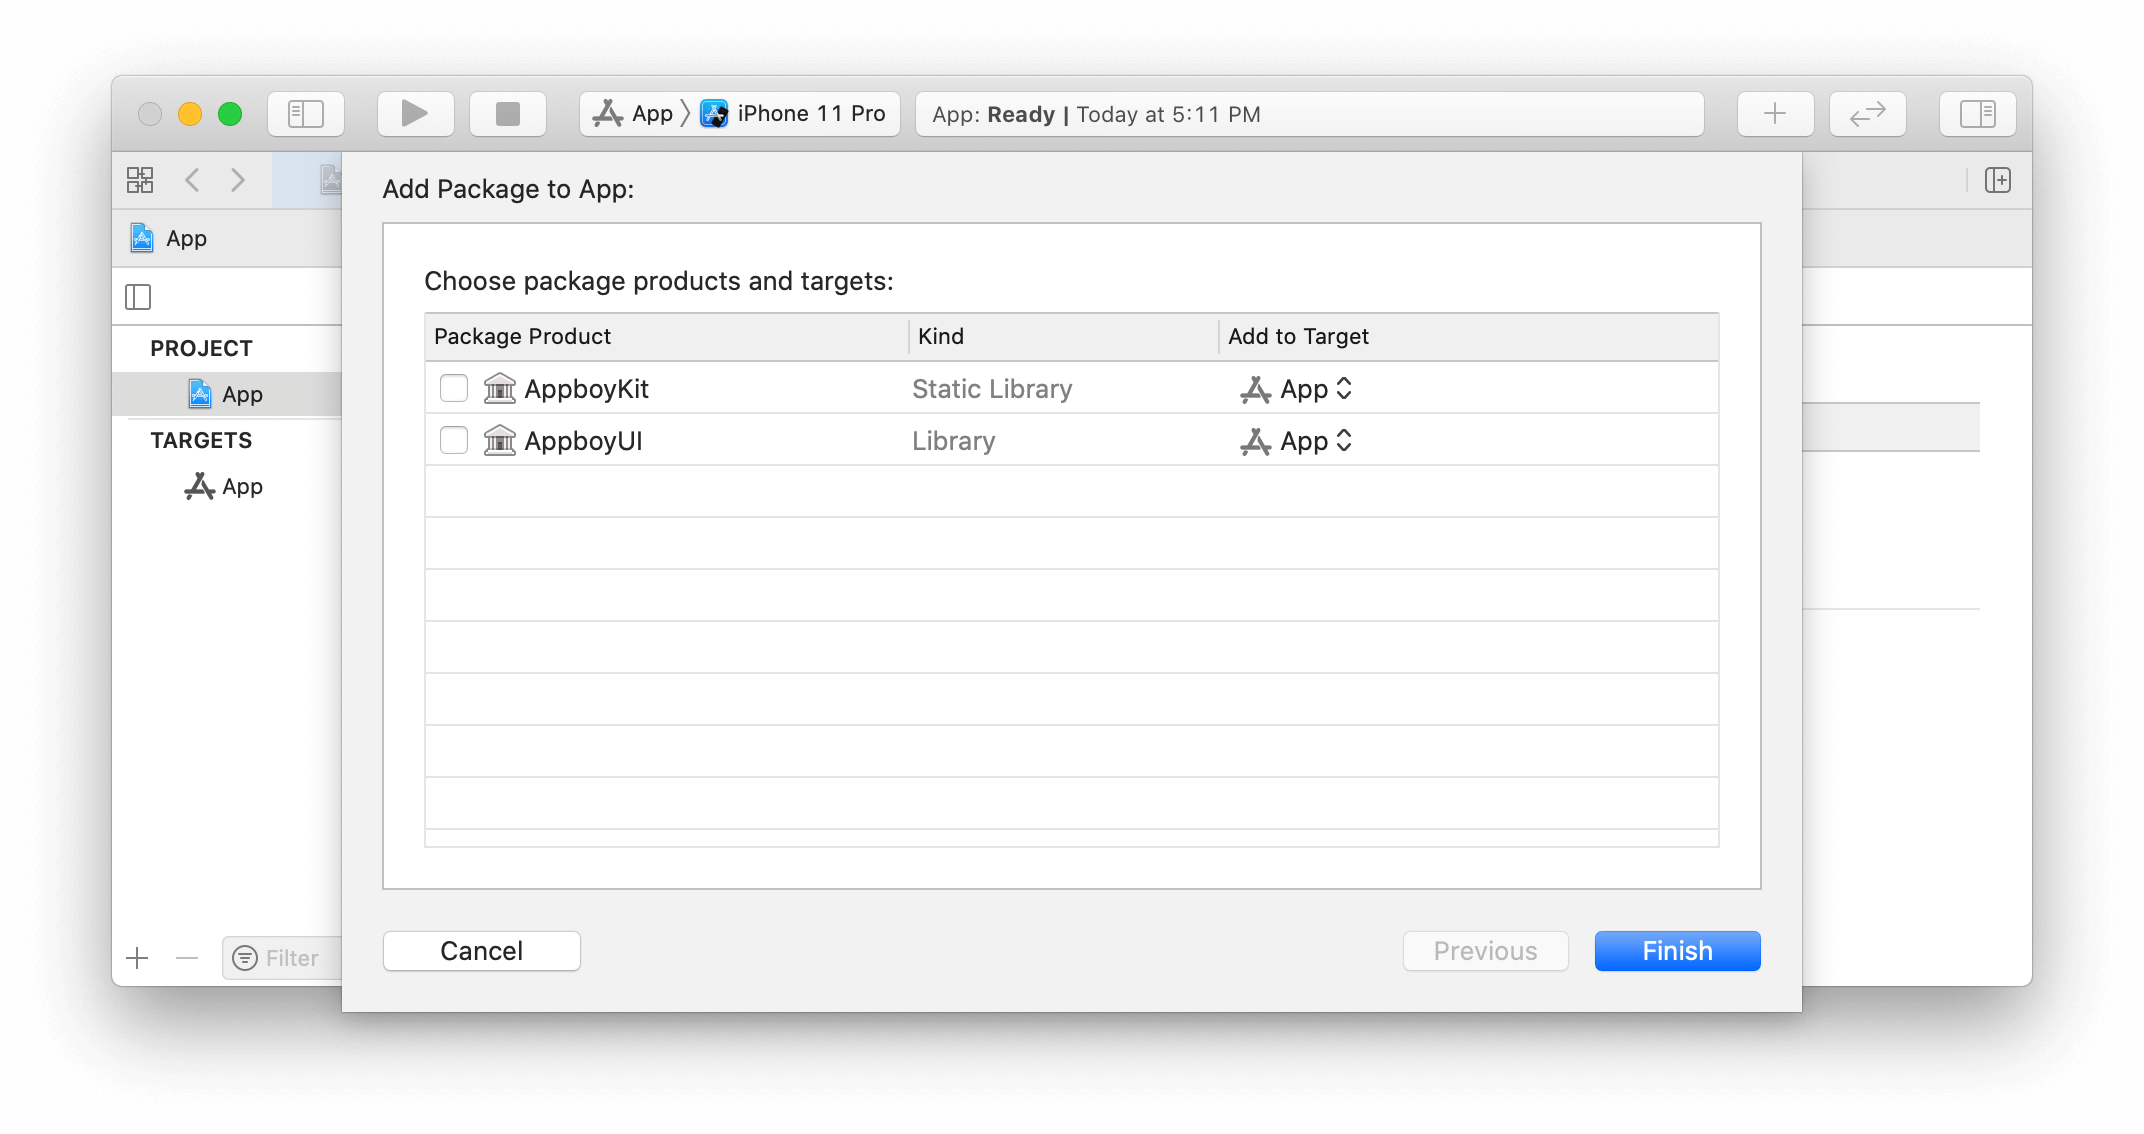 App 〉 iPhone 11 Pro
App: Ready | Today at 5:11 PM
App
PROJECT
App
TARGETS
App
Filter
Add Package to App:
Choose package products and targets:
Package Product Kind Add to Target
AppboyKit Static Library App
AppboyUI Library App
Cancel Previous Finish